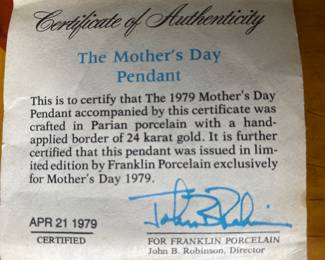 Certificate of Authenticity
The Mother's Day
Pendant
This is to certify that The 1979 Mother's Day
Pendant accompanied by this certificate was
crafted in Parian porcelain with a hand-
applied border of 24 karat gold. It is further
certified that this pendant was issued in lim-
ited edition by Franklin Porcelain exclusively
for Mother's Day 1979.
John B. Robinson
APR 21 1979
CERTIFIED
FOR FRANKLIN PORCELAIN
John B. Robinson, Director